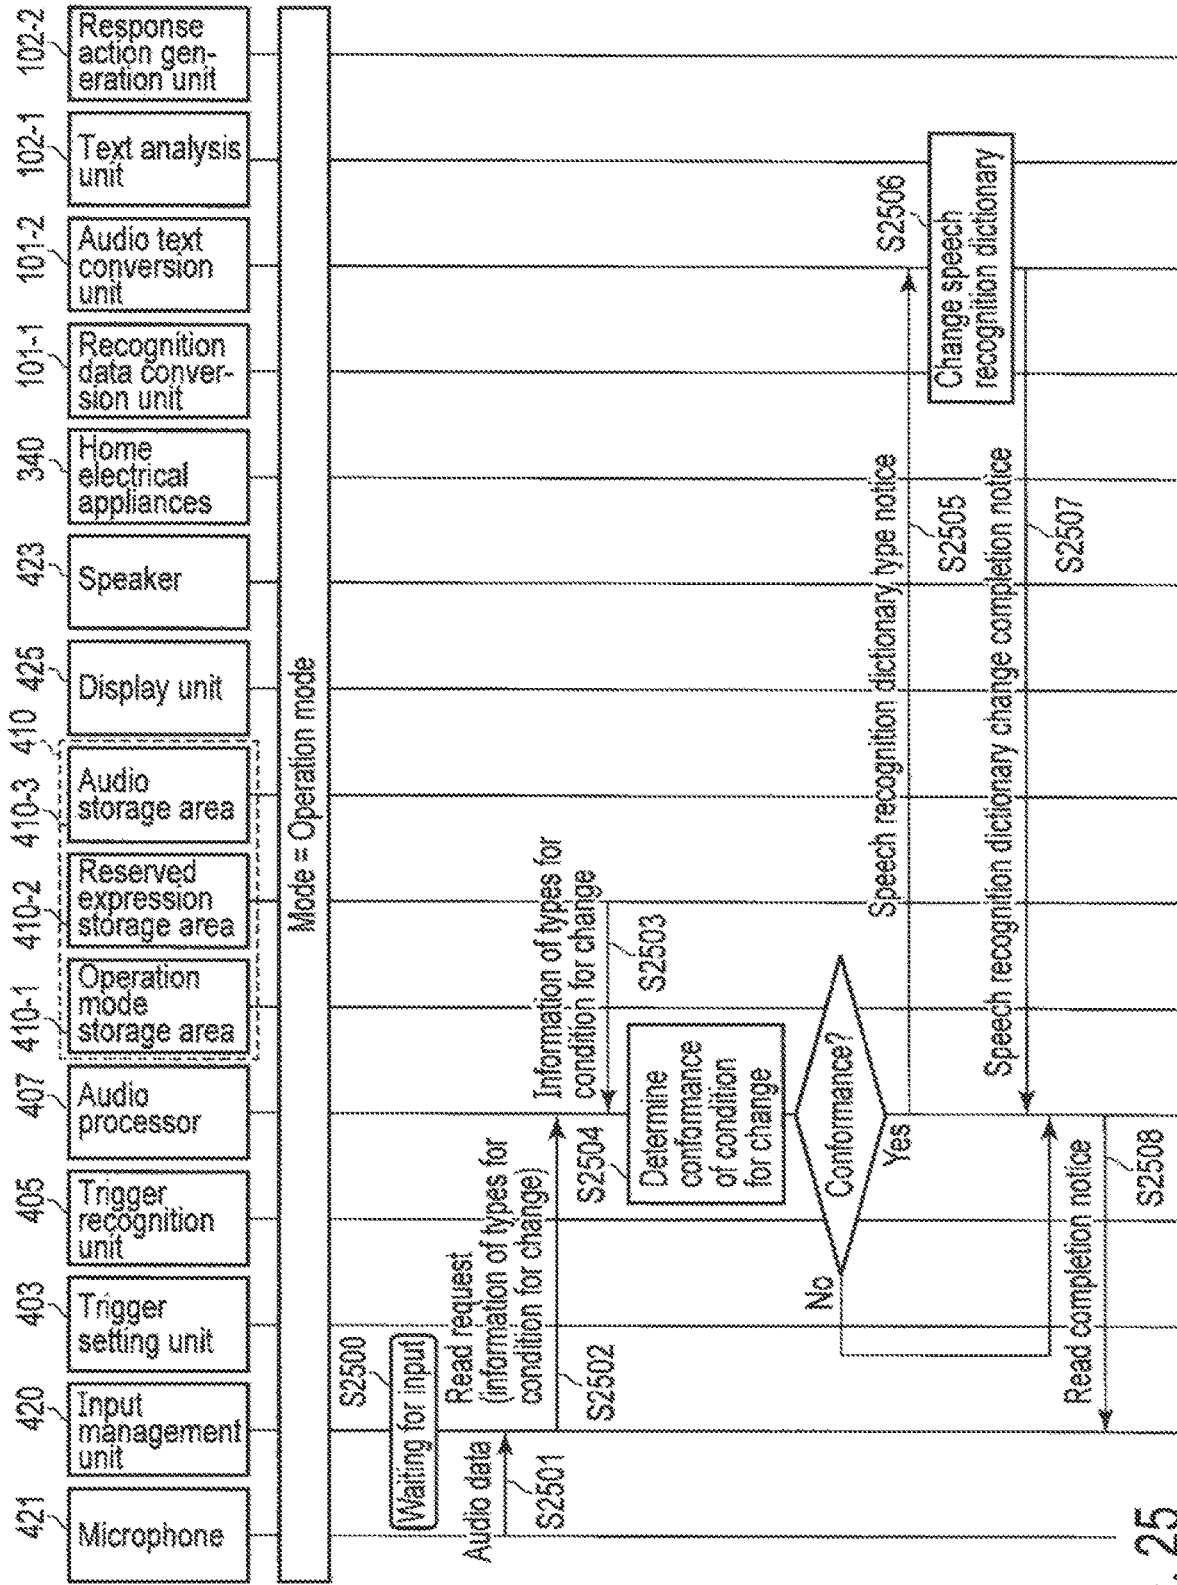 421
Microphone
420
Input
management
unit
403
Trigger
setting unit
405
Trigger
recognition
unit
407
Audio
processor
410-1
Operation
mode
storage area
410-2
Reserved
expression
storage area
410-3
Audio
storage area
410
425
Display unit
423
Speaker
340
Home
electrical
appliances
101-1
Recognition
data conver-
sion unit
101-2
Audio text
conversion
unit
102-1
Text analysis
unit
102-2
Response
action gen-
eration unit
Mode = Operation mode
S2500
Waiting for input
Audio data
S2501
Read request
(information of types for
condition for change)
S2502
Information of types for
condition for change
S2503
S2504
Determine
conformance
of condition
for change
Conformance?
No
Yes
Speech recognition dictionary type notice
S2505
S2506
Change speech
recognition dictionary
Speech recognition dictionary change completion notice
S2507
Read completion notice
S2508
. 25